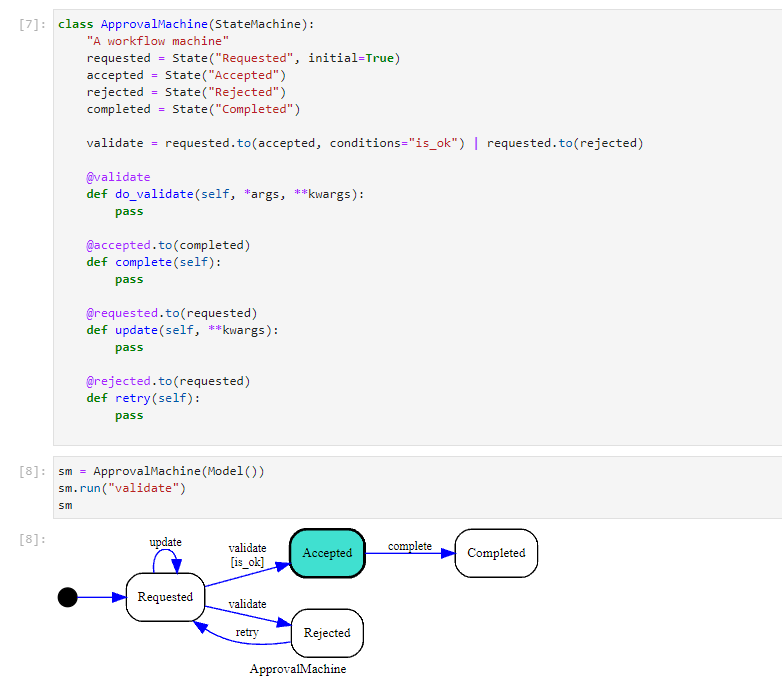 [7]: class ApprovalMachine(StateMachine):
    "A workflow machine"
    requested = State("Requested", initial=True)
    accepted = State("Accepted")
    rejected = State("Rejected")
    completed = State("Completed")

    validate = requested.to(accepted, conditions="is_ok") | requested.to(rejected)

    @validate
    def do_validate(self, *args, **kwargs):
        pass

    @accepted.to(completed)
    def complete(self):
        pass

    @requested.to(requested)
    def update(self, **kwargs):
        pass

    @rejected.to(requested)
    def retry(self):
        pass

[8]: sm = ApprovalMachine(Model())
sm.run("validate")
sm
[8]:
update
validate
[is_ok]
Accepted
complete
Completed
Requested
validate
retry
Rejected
ApprovalMachine